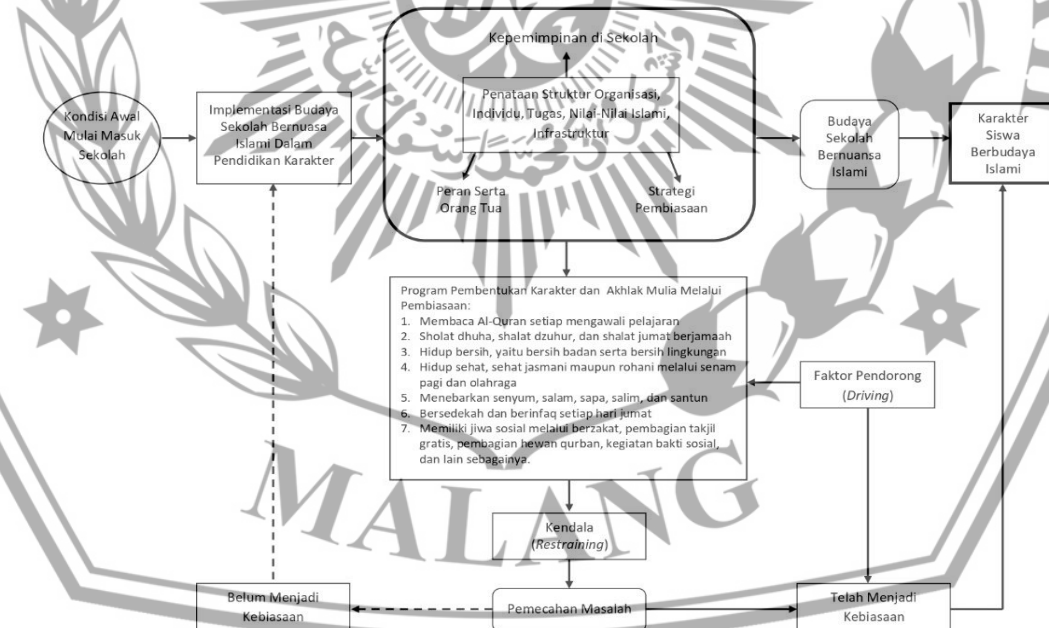 Kepemimpinan di Sekolah
Kondisi Awal
Mulai Masuk
Sekolah
Implementasi Budaya
Sekolah Bernuasa
Islami Dalam
Pendidikan Karakter
Penataan Struktur Organisasi,
Individu, Tugas, Nilai-Nilai Islami,
Infrastruktur
Peran Serta
Orang Tua
Strategi
Pembiasaan
Budaya
Sekolah
Bernuansa
Islami
Karakter
Siswa
Berbudaya
Islami
Program Pembentukan Karakter dan Akhlak Mulia Melalui
Pembiasaan:
1. Membaca Al-Quran setiap mengawali pelajaran
2. Sholat dhuha, shalat dzuhur, dan shalat jumat berjamaah
3. Hidup bersih, yaitu bersih badan serta bersih lingkungan
4. Hidup sehat, sehat jasmani maupun rohani melalui senam
pagi dan olahraga
5. Menebarkan senyum, salam, sapa, salim, dan santun
6. Bersedekah dan berinfaq setiap hari jumat
7. Memiliki jiwa sosial melalui berzakat, pembagian takjil
gratis, pembagian hewan qurban, kegiatan bakti sosial,
dan lain sebagainya.
Faktor Pendorong
(Driving)
MALANG
Kendala
(Restraining)
Belum Menjadi
Kebiasaan
Pemecahan Masalah
Telah Menjadi
Kebiasaan